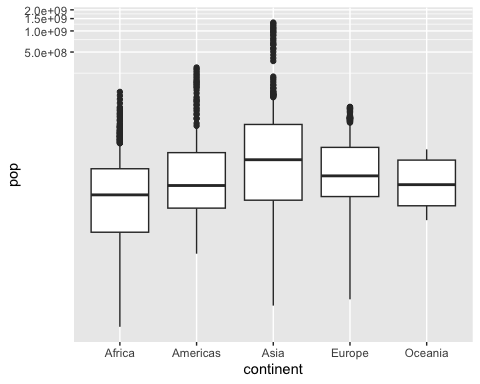 2.0e+09
1.5e+09
1.0e+09
5.0e+08
pop
Africa Americas Asia Europe Oceania
continent